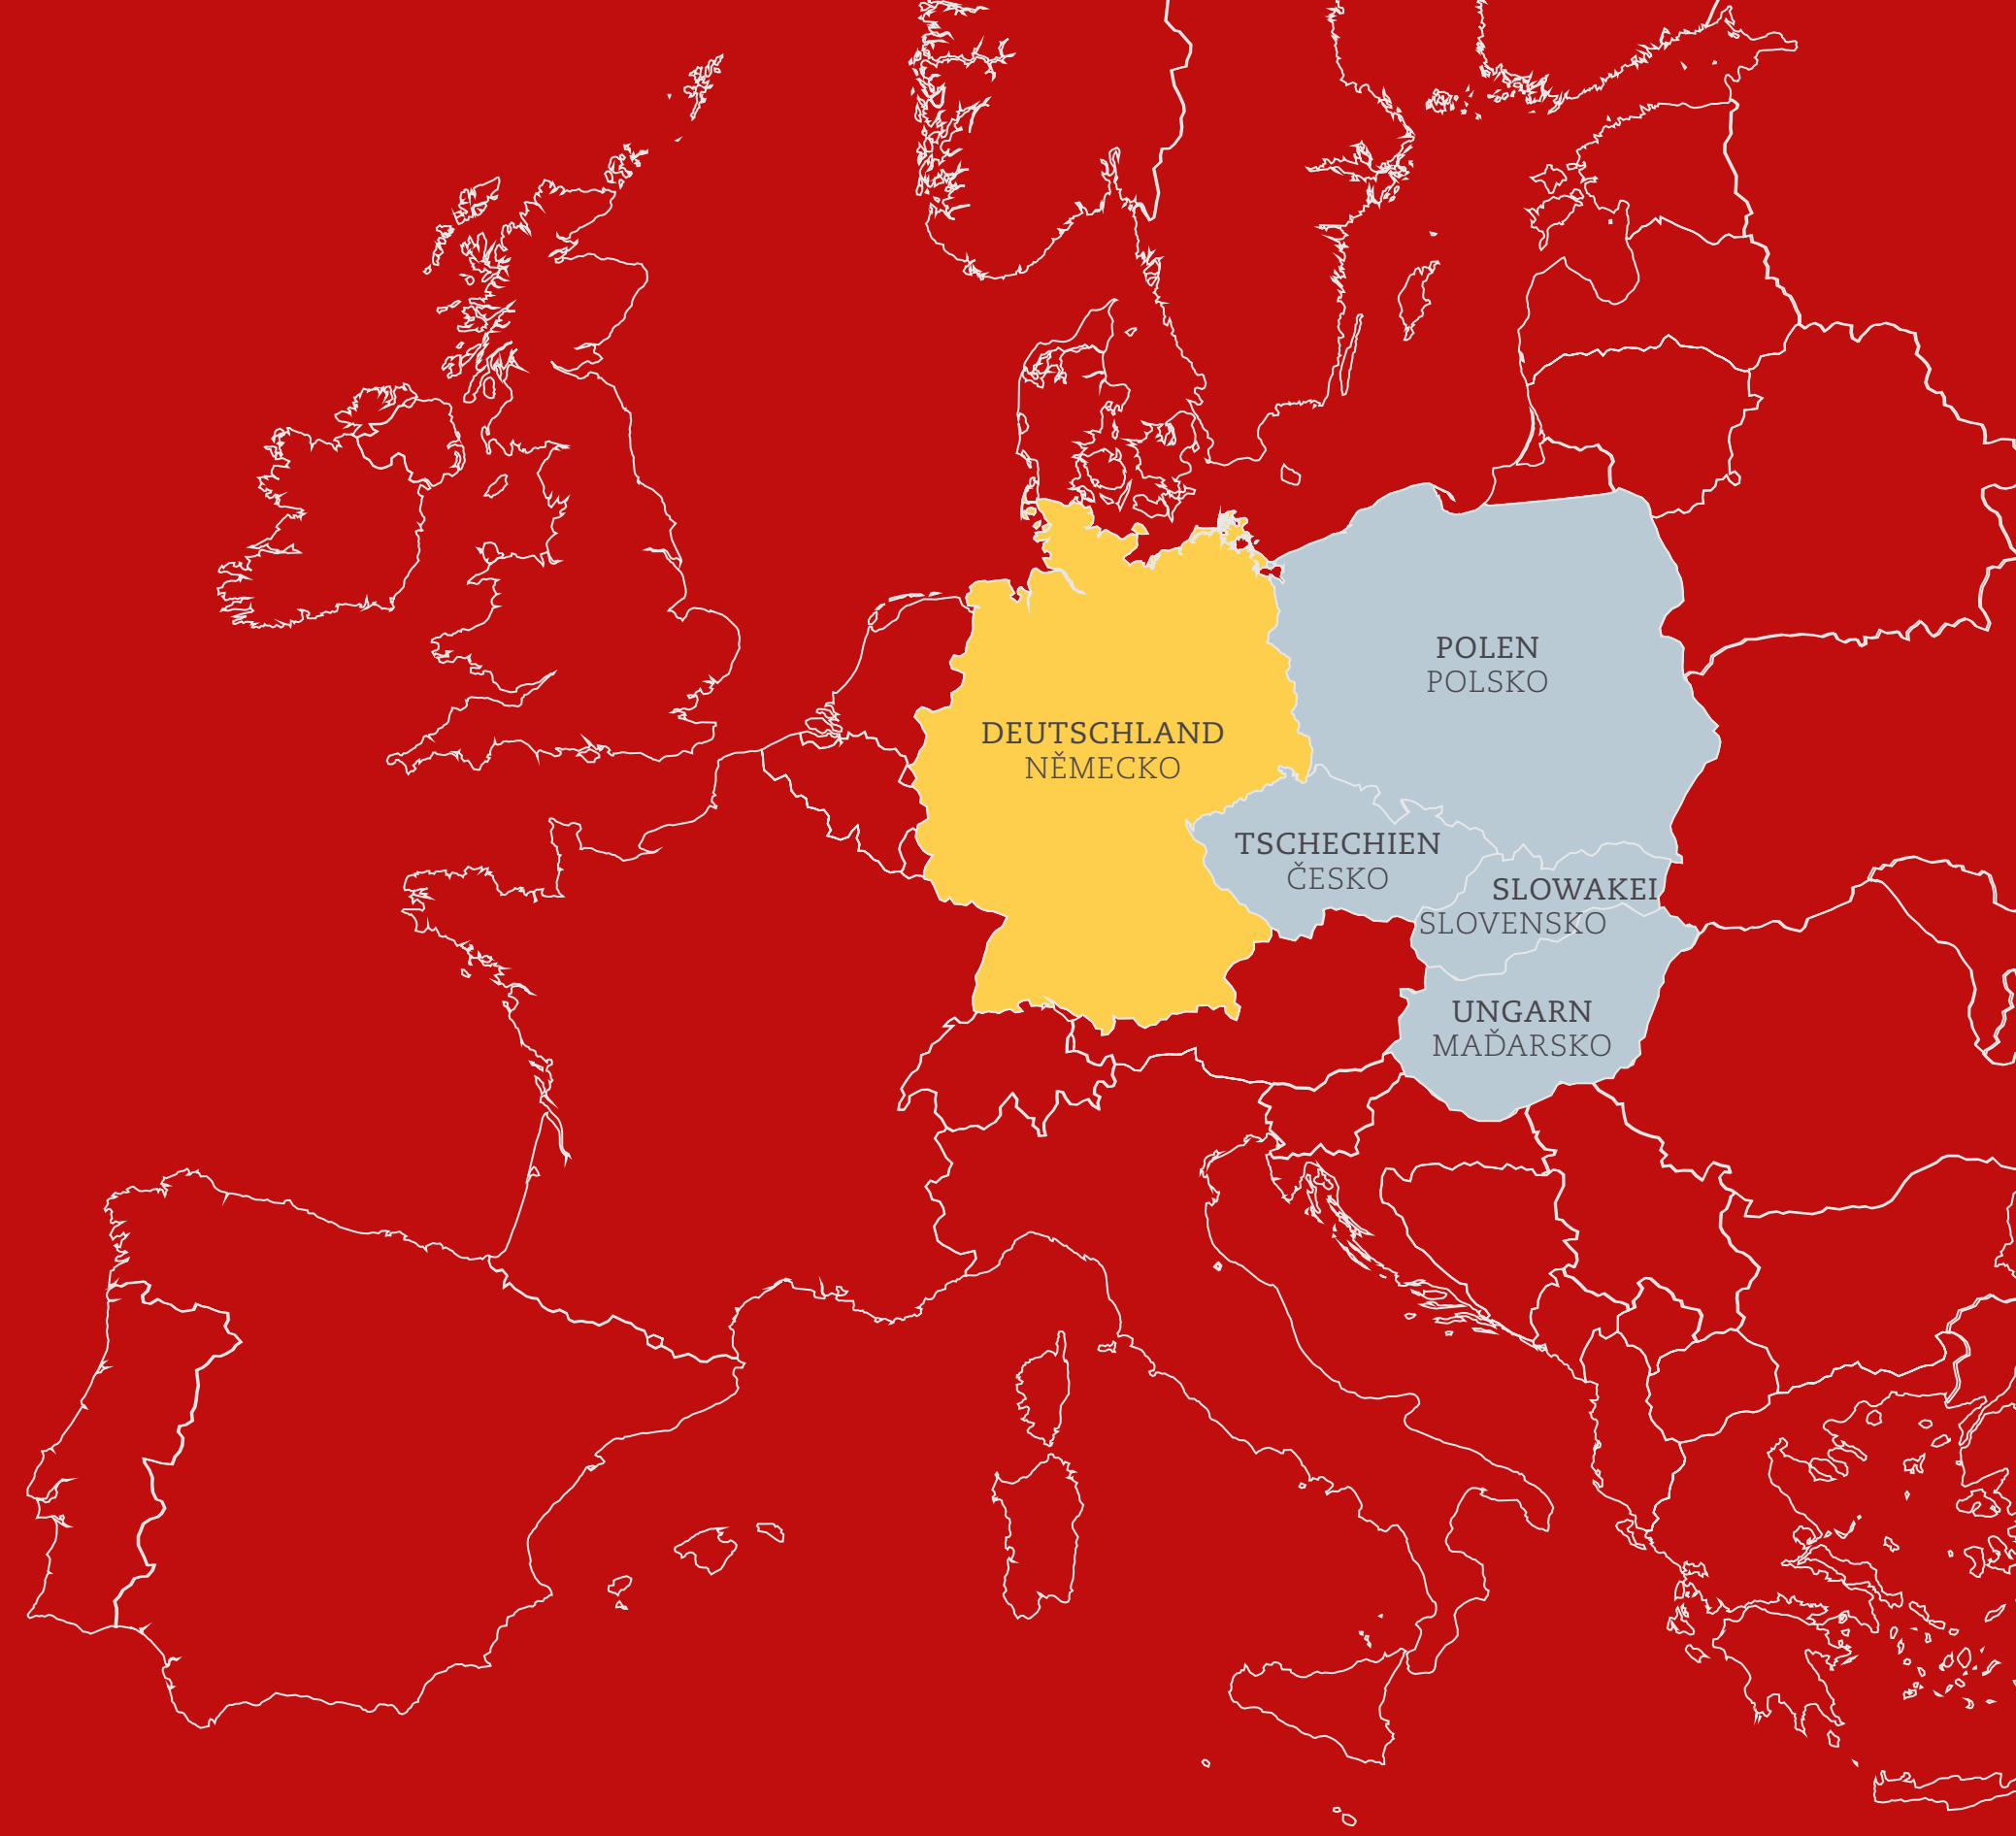 POLEN
POLSKO
DEUTSCHLAND
NĚMECKO
TSCHECHIEN
ČESKO
SLOWAKEI
SLOVENSKO
UNGARN
MAĎARSKO